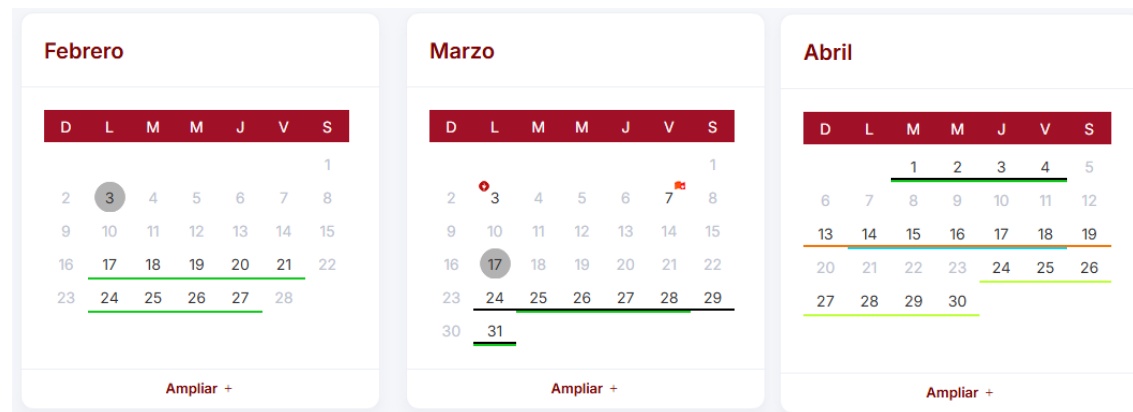 Febrero
D L M M J V S
1
2 3 4 5 6 7 8
9 10 11 12 13 14 15
16 17 18 19 20 21 22
23 24 25 26 27 28
Ampliar +
Marzo
D L M M J V S
1
2 3 4 5 6 7 8
9 10 11 12 13 14 15
16 17 18 19 20 21 22
23 24 25 26 27 28 29
30 31
Ampliar +
Abril
D L M M J V S
1 2 3 4 5
6 7 8 9 10 11 12
13 14 15 16 17 18 19
20 21 22 23 24 25 26
27 28 29 30
Ampliar +